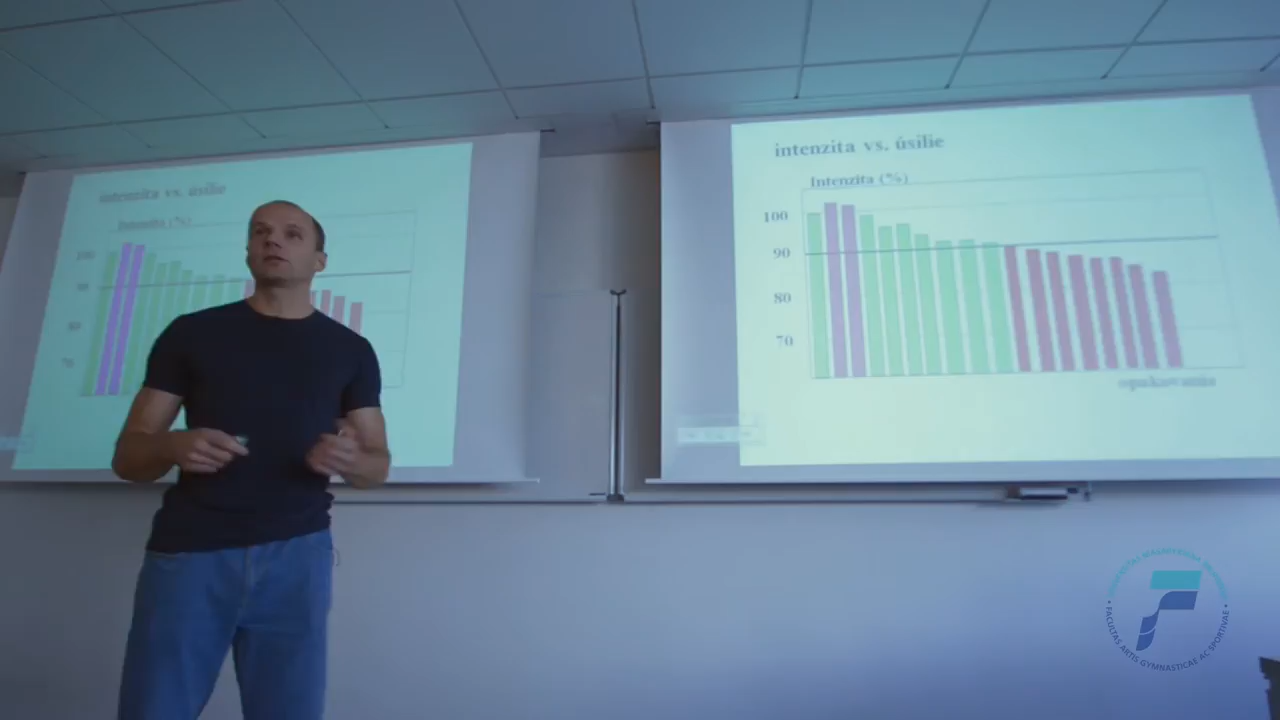 intenzita vs. úsilie
Intenzita (%)
100
90
80
70
intenzita vs. úsilie
Intenzita (%)
100
90
80
70
opakovania
FACULTAS ARTIS GYMNASTICAE AC SPORTIVAE